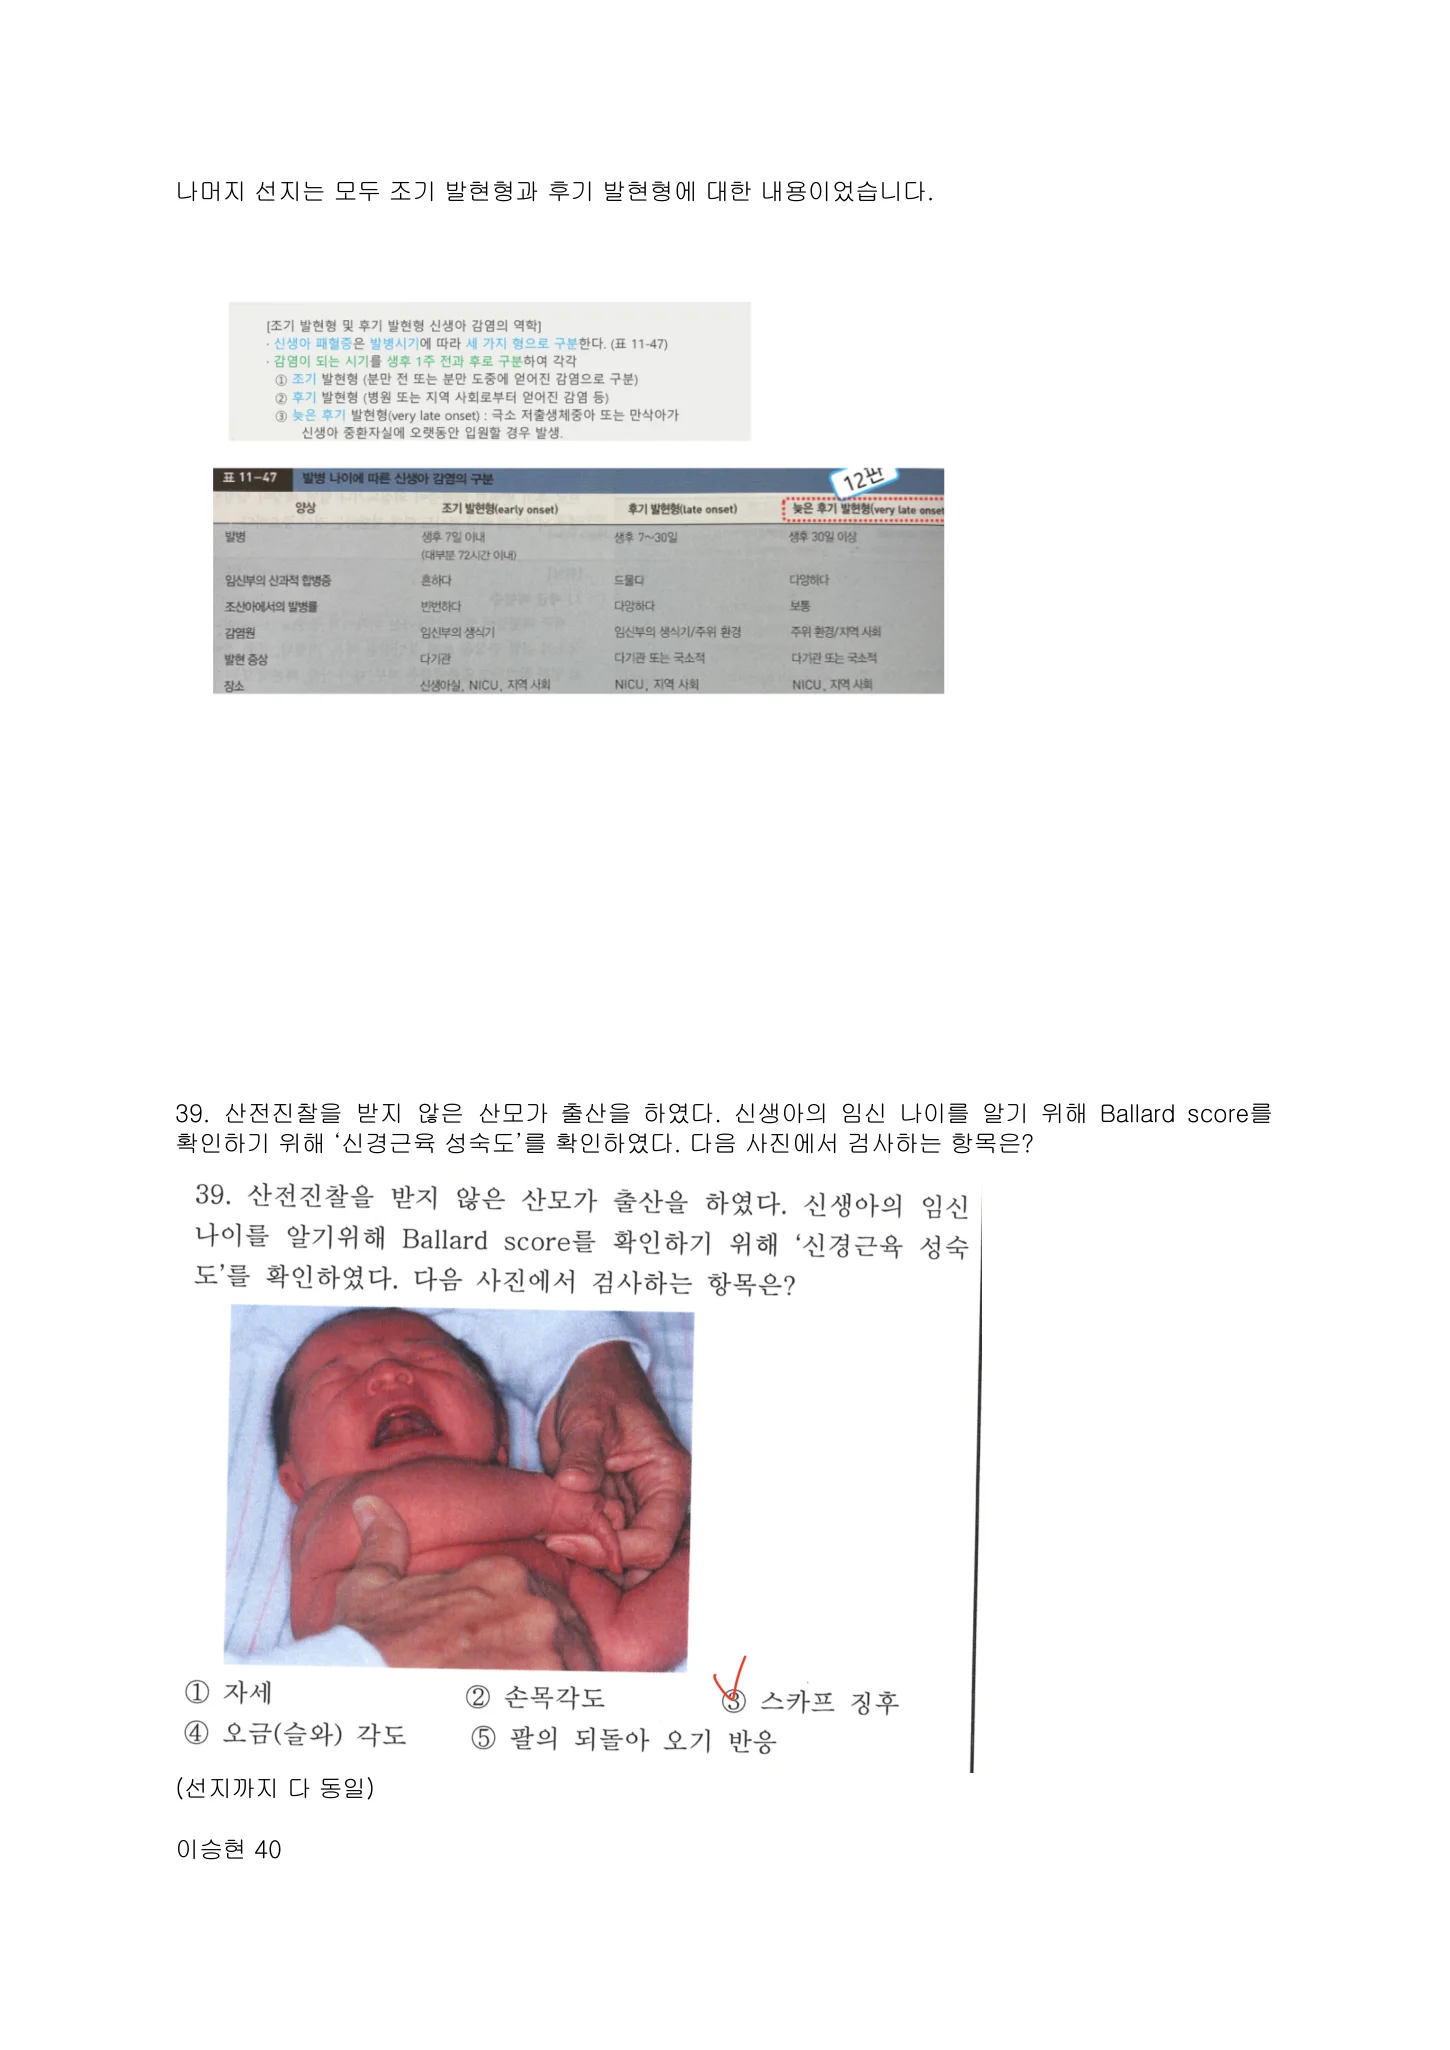 나머지 선지는 모두 조기 발현형과 후기 발현형에 대한 내용이었습니다.
[조기 발현형 및 후기 발현형 신생아 감염의 역학]
· 신생아 패혈증은 발병시기에 따라 세 가지 형으로 구분한다. (표 11-47)
· 감염이 되는 시기를 생후 1주 전과 후로 구분하여 각각
① 조기 발현형 (분만 전 또는 분만 도중에 얻어진 감염으로 구분)
② 후기 발현형 (병원 또는 지역 사회로부터 얻어진 감염 등)
③ 늦은 후기 발현형(very late onset) : 극소 저출생체중아 또는 만삭아가
신생아 중환자실에 오랫동안 입원할 경우 발생.
표 11-47 발병 나이에 따른 신생아 감염의 구분 12판
양상 조기 발현형(early onset) 후기 발현형(late onset) 늦은 후기 발현형(very late onset
발병 생후 7일 이내 생후 7~30일 생후 30일 이상
(대부분 72시간 이내)
임신부의 산과적 합병증 흔하다 드물다 다양하다
조산아에서의 발병률 빈번하다 다양하다 보통
감염원 임신부의 생식기 임신부의 생식기/주위 환경 주위 환경/지역 사회
발현 증상 다기관 다기관 또는 국소적 다기관 또는 국소적
장소 신생아실, NICU, 지역 사회 NICU, 지역 사회 NICU, 지역 사회
39. 산전진찰을 받지 않은 산모가 출산을 하였다. 신생아의 임신 나이를 알기 위해 Ballard score를
확인하기 위해 ‘신경근육 성숙도’를 확인하였다. 다음 사진에서 검사하는 항목은?
39. 산전진찰을 받지 않은 산모가 출산을 하였다. 신생아의 임신
나이를 알기위해 Ballard score를 확인하기 위해 ‘신경근육 성숙
도’를 확인하였다. 다음 사진에서 검사하는 항목은?
① 자세 ② 손목각도 ③ 스카프 징후
④ 오금(슬와) 각도 ⑤ 팔의 되돌아 오기 반응
(선지까지 다 동일)
이승현 40